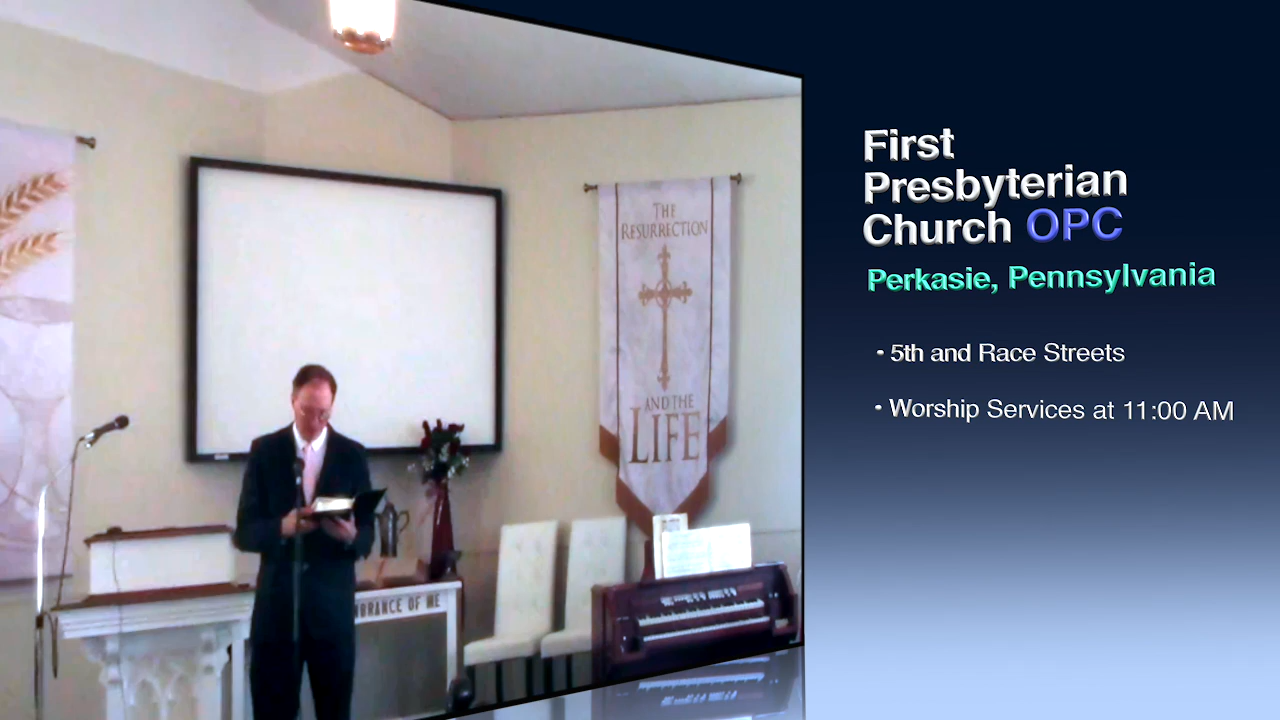 THE
RESURRECTION
AND THE
LIFE
BRANCE OF ME
First
Presbyterian
Church OPC
Perkasie, Pennsylvania
• 5th and Race Streets
• Worship Services at 11:00 AM